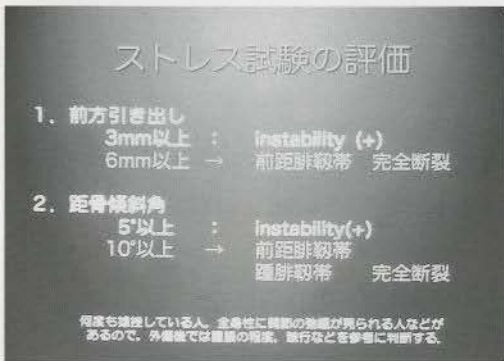 ストレス試験の評価
1. 前方引き出し
3mm以上 : instability (+)
6mm以上 → 前距腓靱帯 完全断裂
2. 距骨傾斜角
5°以上 : instability(+)
10°以上 → 前距腓靱帯
踵腓靱帯 完全断裂
何度も捻挫している人、全身性に関節の弛緩が見られる人などが
あるので、外傷後では腫脹の程度、跛行などを参考に判断する。